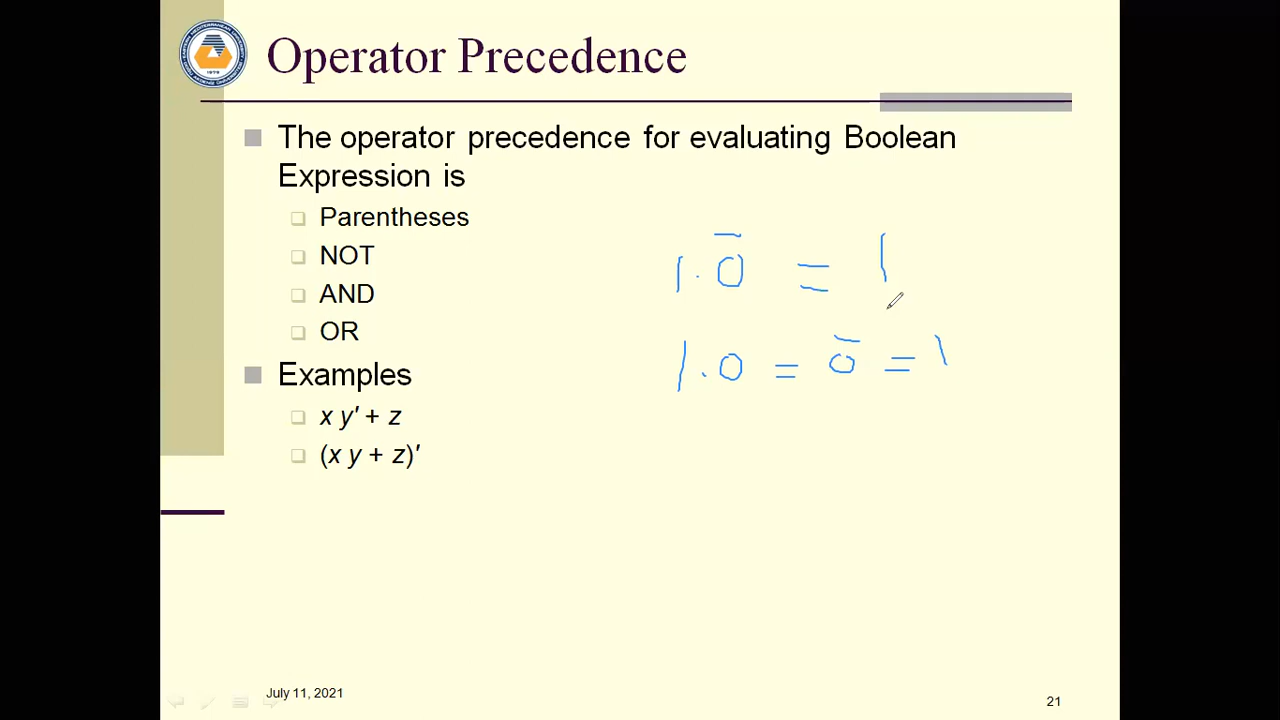 Operator Precedence
The operator precedence for evaluating Boolean
Expression is
Parentheses
NOT
AND
OR
Examples
x y′ + z
(x y + z)′
1 · 0̅ = 1
1 . 0 = 0̅ = 1
July 11, 2021
21